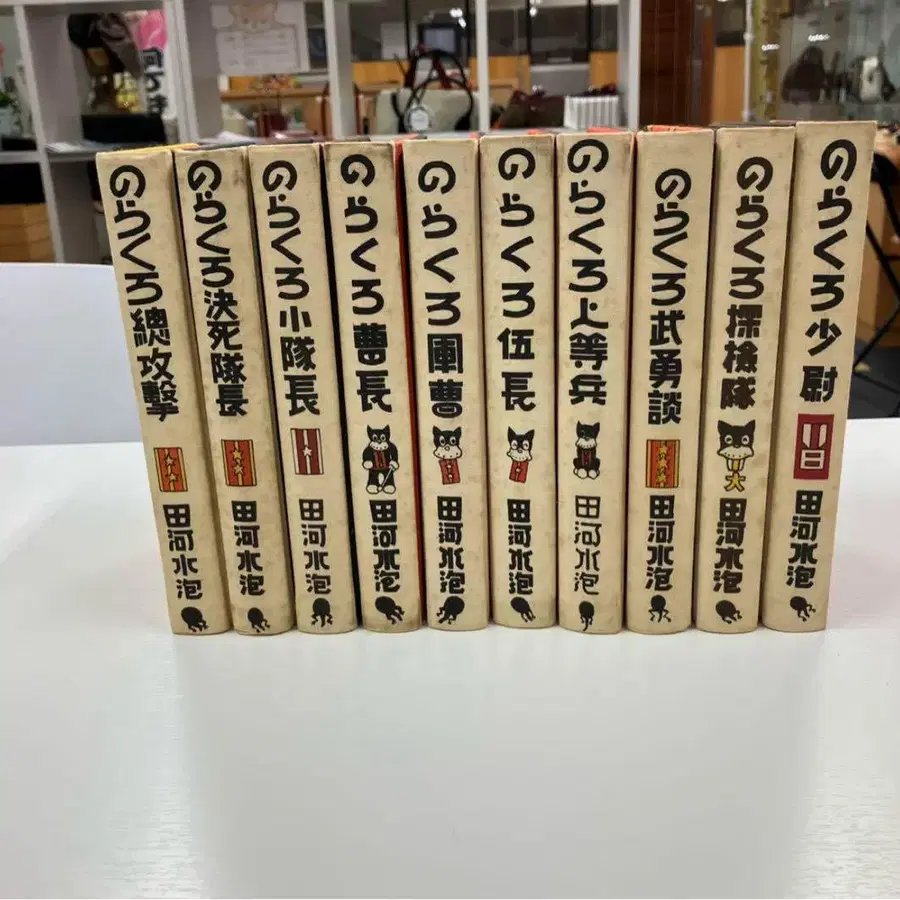 のらくろ總攻擊
田河水泡
のらくろ決死隊長
田河水泡
のらくろ小隊長
田河水泡
のらくろ曹長
田河水泡
のらくろ軍曹
田河水泡
のらくろ伍長
田河水泡
のらくろ上等兵
田河水泡
のらくろ武勇談
田河水泡
のらくろ探檢隊
大
田河水泡
のらくろ少尉
田河水泡